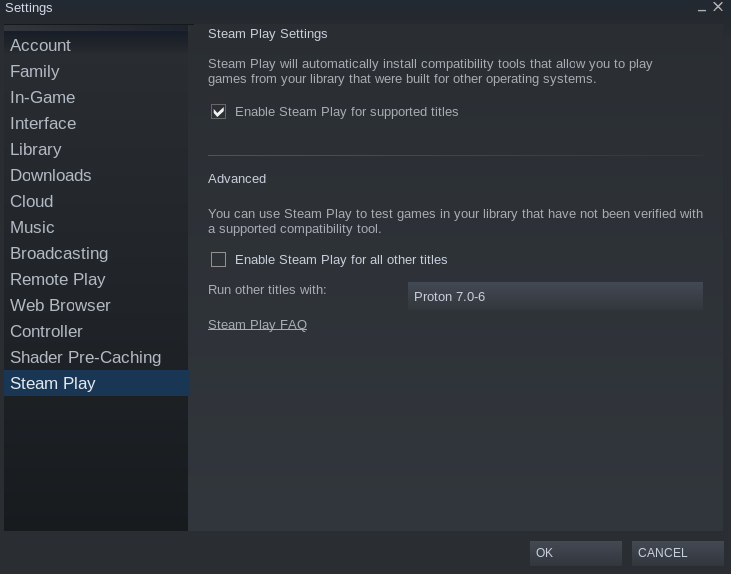 Settings
Account
Family
In-Game
Interface
Library
Downloads
Cloud
Music
Broadcasting
Remote Play
Web Browser
Controller
Shader Pre-Caching
Steam Play
Steam Play Settings
Steam Play will automatically install compatibility tools that allow you to play
games from your library that were built for other operating systems.
Enable Steam Play for supported titles
Advanced
You can use Steam Play to test games in your library that have not been verified with
a supported compatibility tool.
Enable Steam Play for all other titles
Run other titles with:
Proton 7.0-6
Steam Play FAQ
OK
CANCEL